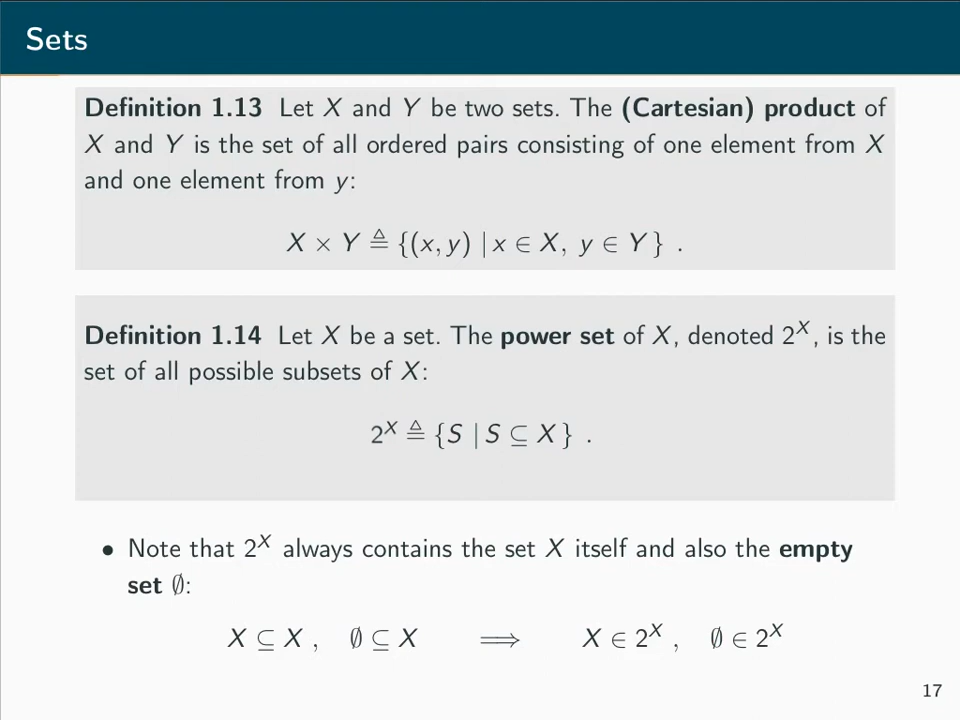 Sets
Definition 1.13 Let X and Y be two sets. The (Cartesian) product of
X and Y is the set of all ordered pairs consisting of one element from X
and one element from y:
X × Y ≜ {(x, y) | x ∈ X, y ∈ Y} .
Definition 1.14 Let X be a set. The power set of X, denoted 2^X, is the
set of all possible subsets of X:
2^X ≜ {S | S ⊆ X} .
• Note that 2^X always contains the set X itself and also the empty
set ∅:
X ⊆ X , ∅ ⊆ X ⟹ X ∈ 2^X , ∅ ∈ 2^X
17